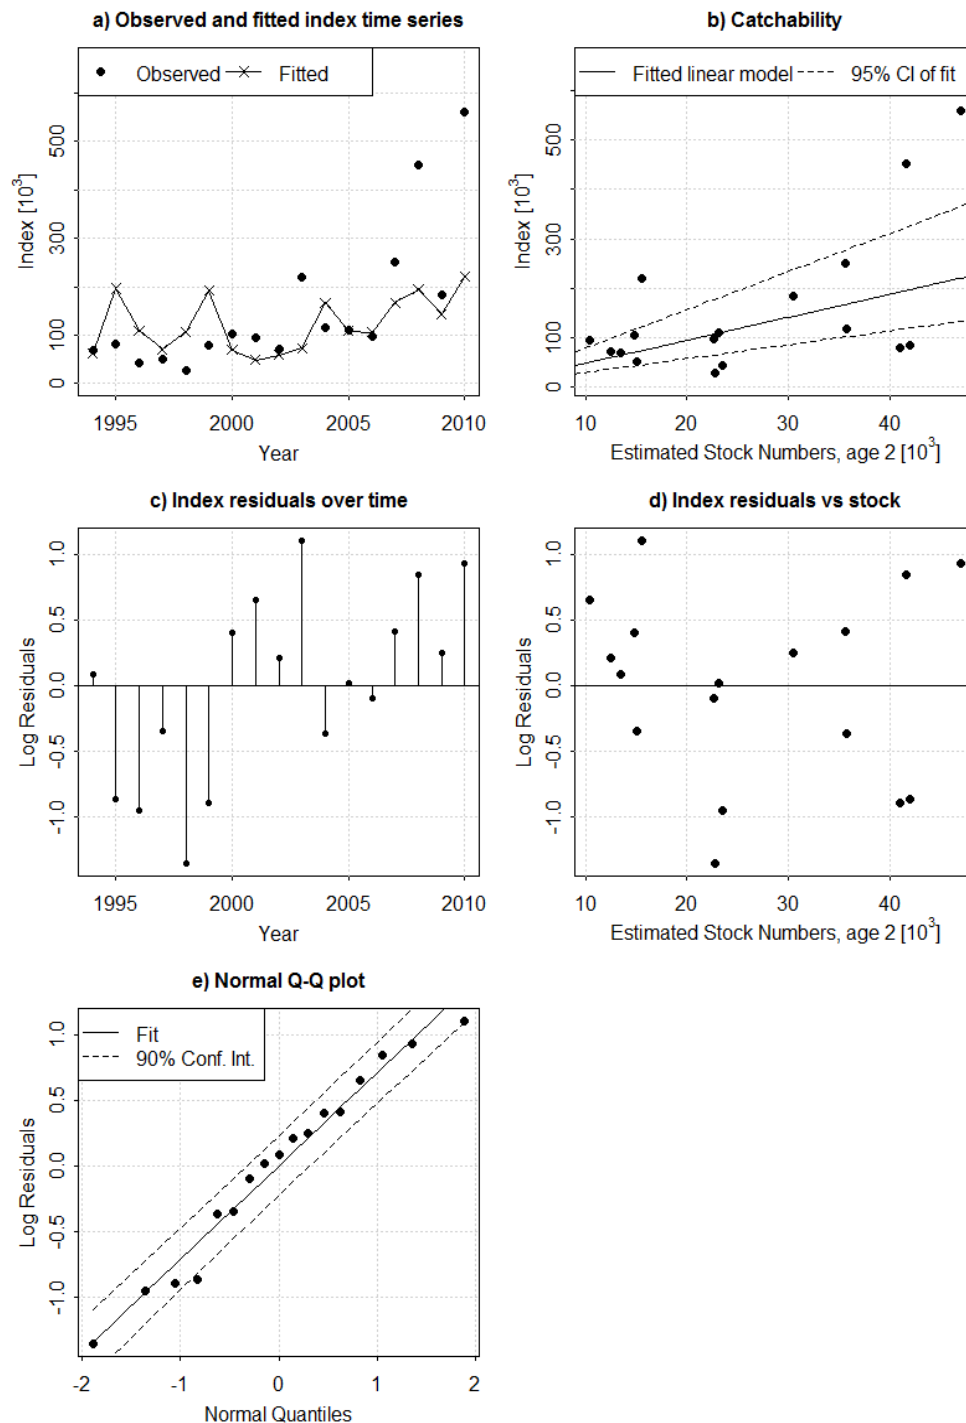 a) Observed and fitted index time series
Observed Fitted
Index [10³]
0 100 300 500
1995 2000 2005 2010
Year
b) Catchability
Fitted linear model 95% CI of fit
Index [10³]
0 100 300 500
10 20 30 40
Estimated Stock Numbers, age 2 [10³]
c) Index residuals over time
Log Residuals
-1.0 -0.5 0.0 0.5 1.0
1995 2000 2005 2010
Year
d) Index residuals vs stock
Log Residuals
-1.0 -0.5 0.0 0.5 1.0
10 20 30 40
Estimated Stock Numbers, age 2 [10³]
e) Normal Q-Q plot
Fit
90% Conf. Int.
Log Residuals
-1.0 -0.5 0.0 0.5 1.0
-2 -1 0 1 2
Normal Quantiles